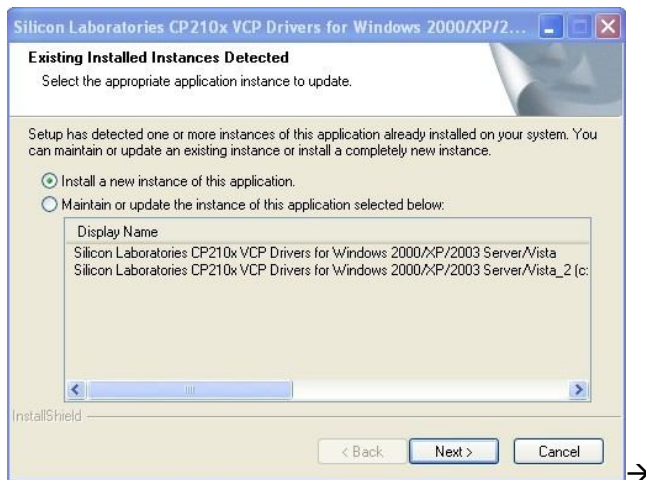 Silicon Laboratories CP210x VCP Drivers for Windows 2000/XP/2...
Existing Installed Instances Detected
Select the appropriate application instance to update.
Setup has detected one or more instances of this application already installed on your system. You
can maintain or update an existing instance or install a completely new instance.
Install a new instance of this application.
Maintain or update the instance of this application selected below:
Display Name
Silicon Laboratories CP210x VCP Drivers for Windows 2000/XP/2003 Server/Vista
Silicon Laboratories CP210x VCP Drivers for Windows 2000/XP/2003 Server/Vista_2 (c:
InstallShield
< Back Next > Cancel
→